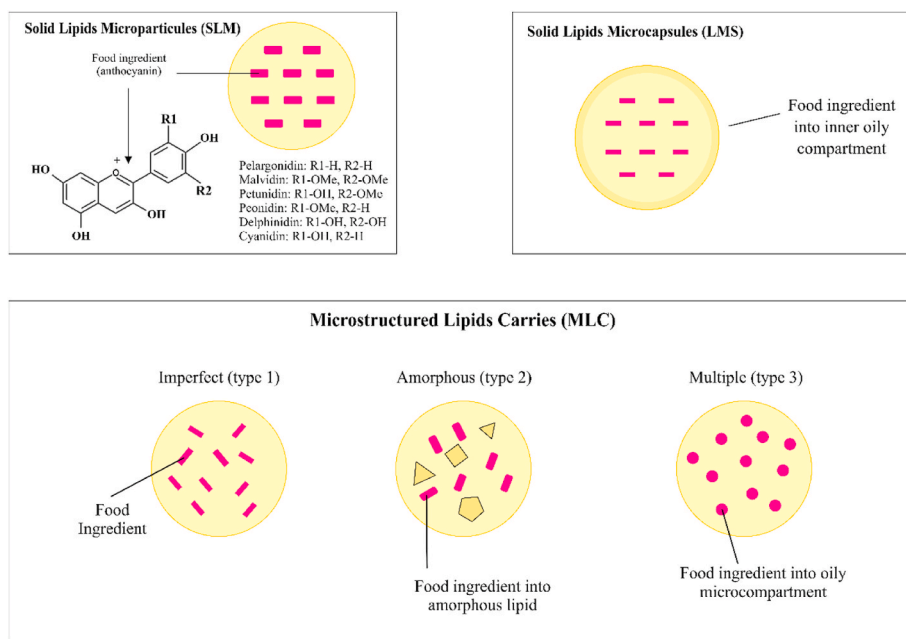 Solid Lipids Microparticules (SLM)
Food ingredient
(anthocyanin)
R1
OH
+
O
HO
R2
OH
OH
Pelargonidin: R1-H, R2-H
Malvidin: R1-OMe, R2-OMe
Petunidin: R1-OH, R2-OMe
Peonidin: R1-OMe, R2-H
Delphinidin: R1-OH, R2-OH
Cyanidin: R1-OH, R2-H
Solid Lipids Microcapsules (LMS)
Food ingredient
into inner oily
compartment
Microstructured Lipids Carries (MLC)
Imperfect (type 1)
Food
Ingredient
Amorphous (type 2)
Food ingredient into
amorphous lipid
Multiple (type 3)
Food ingredient into oily
microcompartment